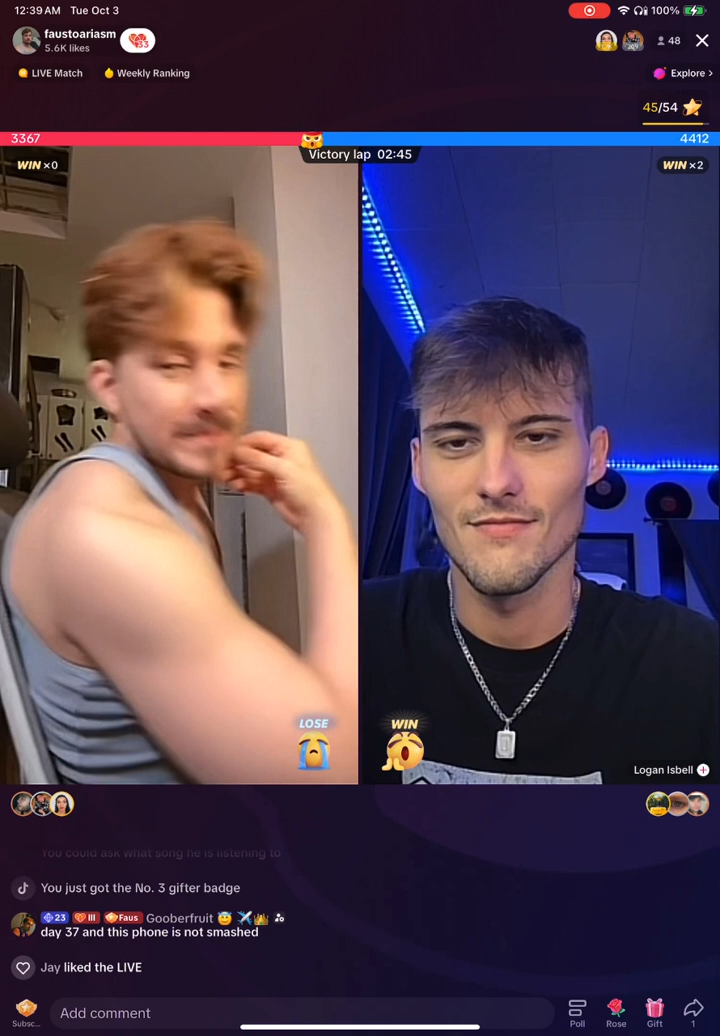 12:39 AM Tue Oct 3
100%
faustoariasm
5.6K likes
33
48
LIVE Match
Weekly Ranking
Explore >
45/54
3367
4412
Victory lap 02:45
WIN ×0
WIN ×2
LOSE
WIN
Logan Isbell
You could ask what song he is listening to
You just got the No. 3 gifter badge
23 III Faus Gooberfruit 😇 ✈️👑
day 37 and this phone is not smashed
Jay liked the LIVE
Subsc...
Add comment
Poll
Rose
Gift
1